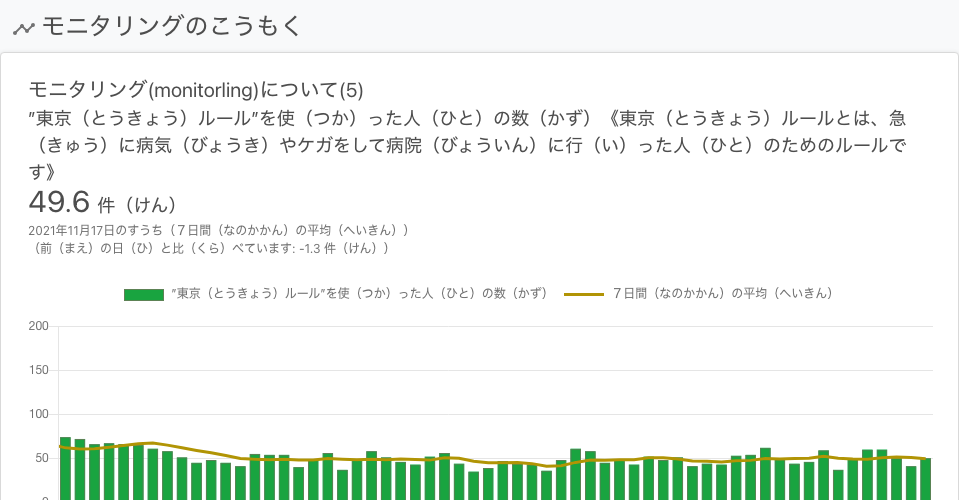 モニタリングのこうもく
モニタリング(monitorling)について(5)
”東京（とうきょう）ルール”を使（つか）った人（ひと）の数（かず）《東京（とうきょう）ルールとは、急
（きゅう）に病気（びょうき）やケガをして病院（びょういん）に行（い）った人（ひと）のためのルールで
す》
49.6 件（けん）
2021年11月17日のすうち（７日間（なのかかん）の平均（へいきん））
（前（まえ）の日（ひ）と比（くら）べています: -1.3 件（けん））
”東京（とうきょう）ルール”を使（つか）った人（ひと）の数（かず） ７日間（なのかかん）の平均（へいきん）
200
150
100
50
0